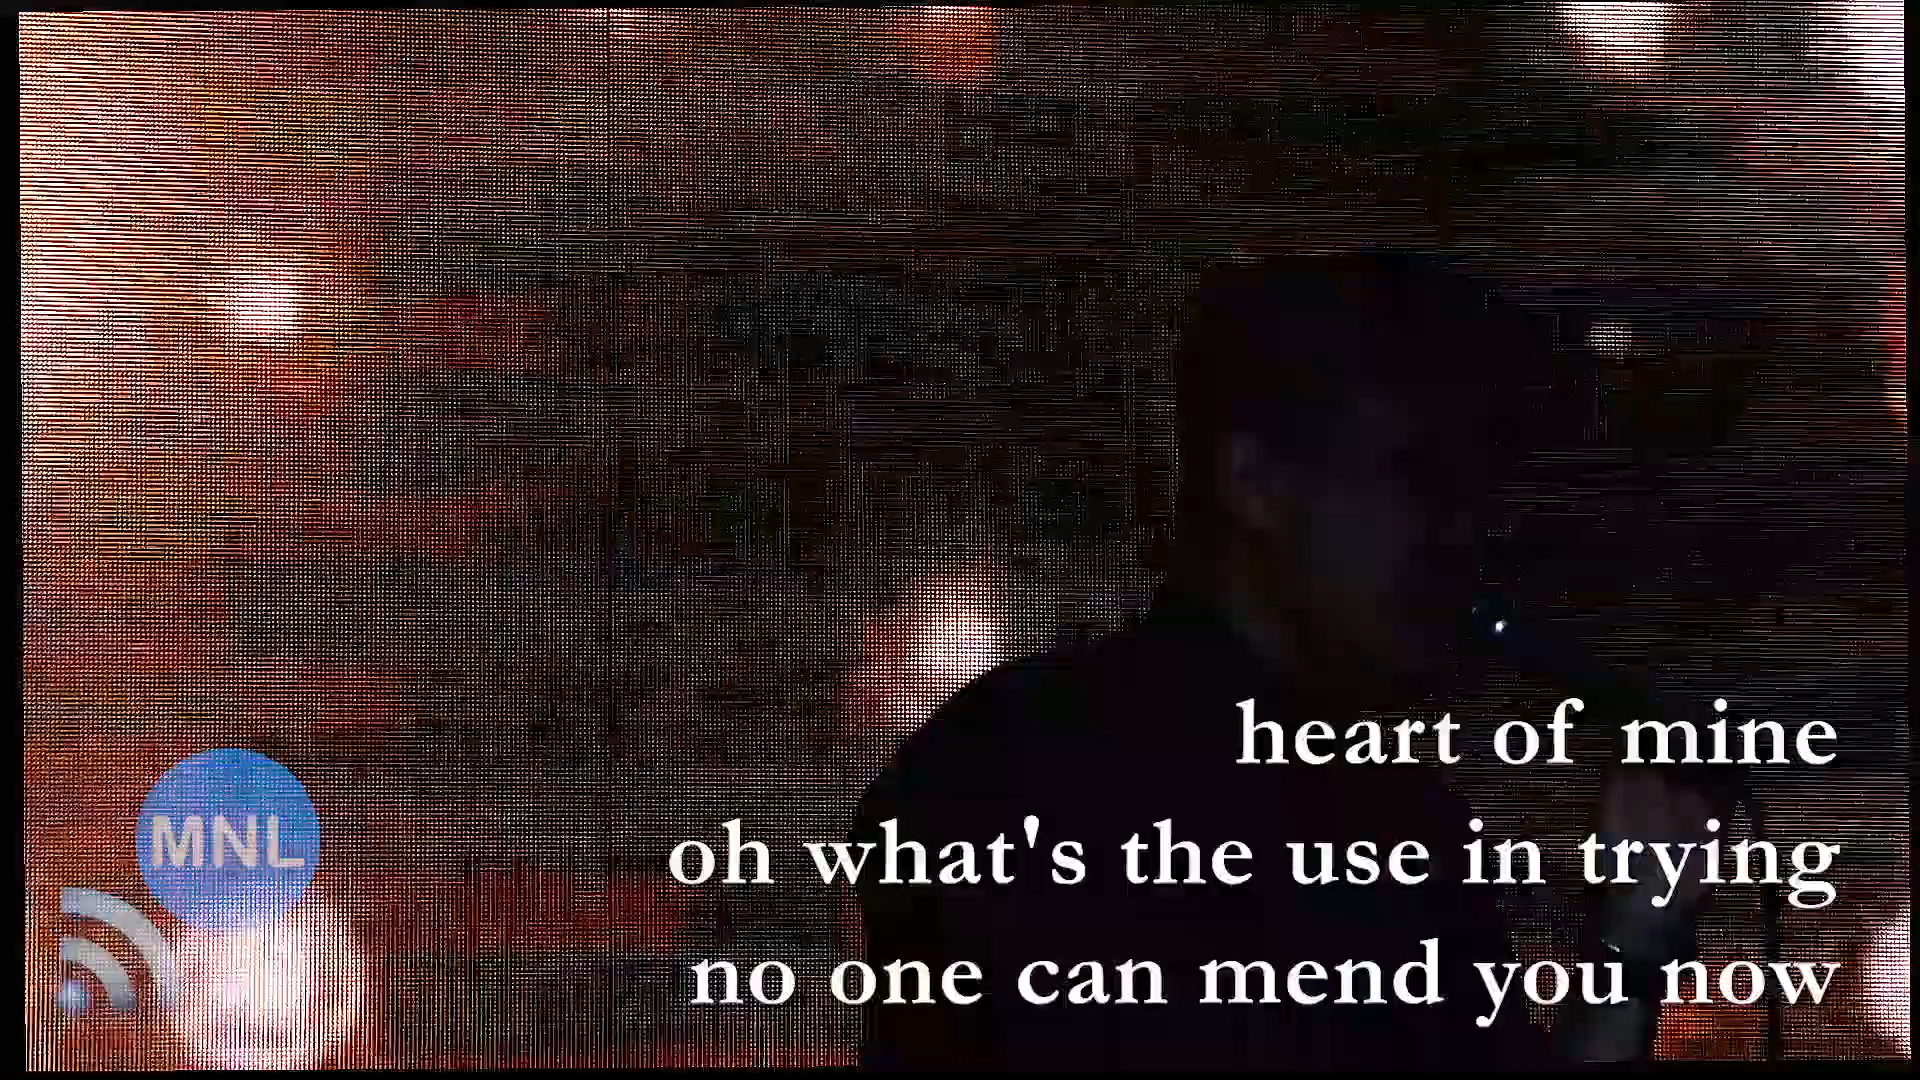 heart of mine
oh what's the use in trying
no one can mend you now
MNL